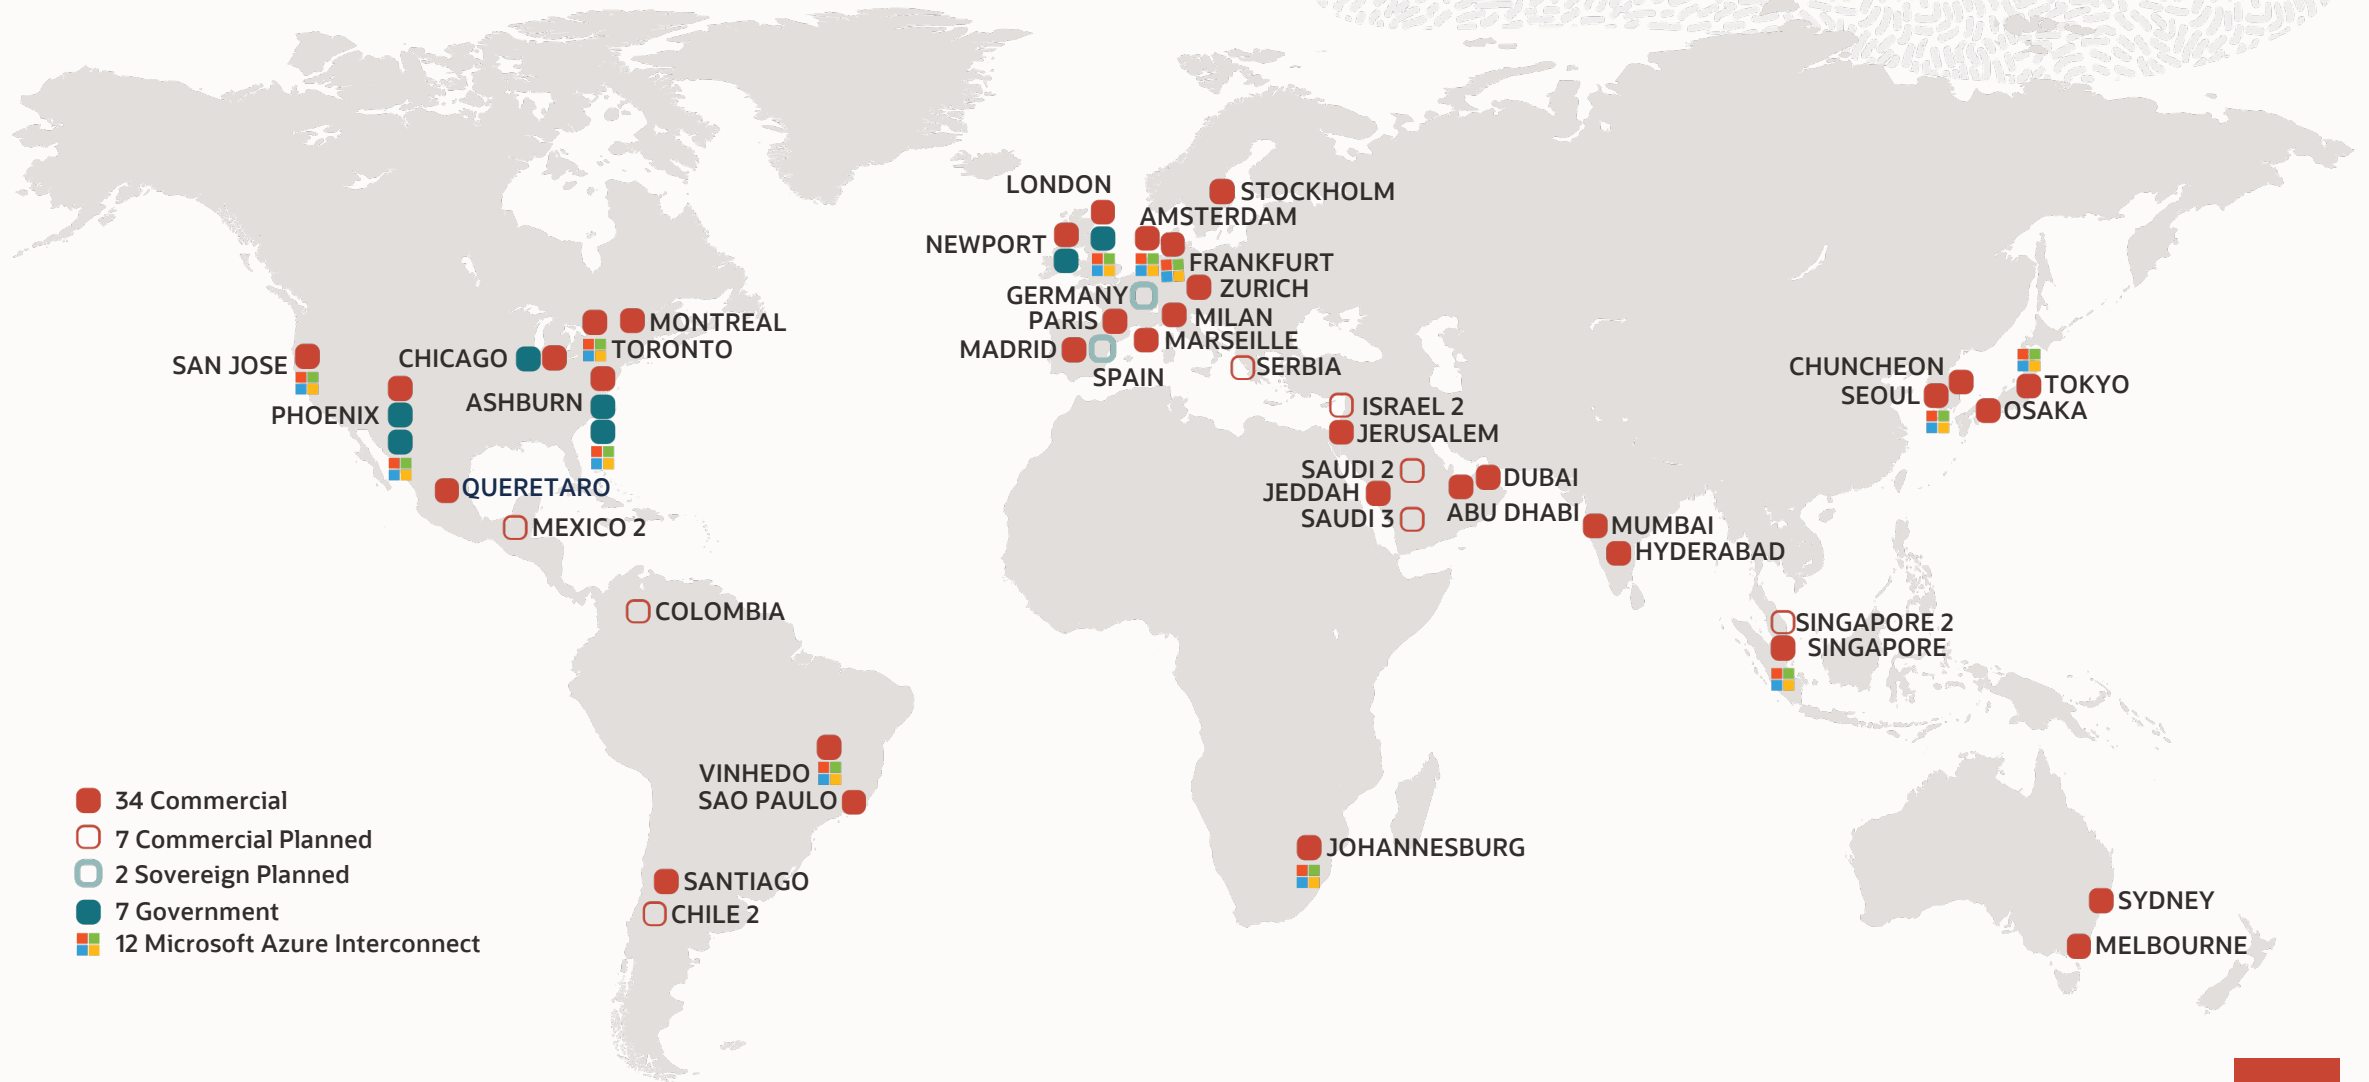 LONDON
STOCKHOLM
AMSTERDAM
NEWPORT
FRANKFURT
GERMANY
ZURICH
PARIS
MILAN
MADRID
MARSEILLE
SPAIN
SERBIA
MONTREAL
TORONTO
SAN JOSE
CHICAGO
PHOENIX
ASHBURN
QUERETARO
MEXICO 2
ISRAEL 2
JERUSALEM
SAUDI 2
JEDDAH
SAUDI 3
DUBAI
ABU DHABI
MUMBAI
HYDERABAD
CHUNCHEON
SEOUL
TOKYO
OSAKA
SINGAPORE 2
SINGAPORE
COLOMBIA
VINHEDO
SAO PAULO
SANTIAGO
CHILE 2
JOHANNESBURG
SYDNEY
MELBOURNE
34 Commercial
7 Commercial Planned
2 Sovereign Planned
7 Government
12 Microsoft Azure Interconnect